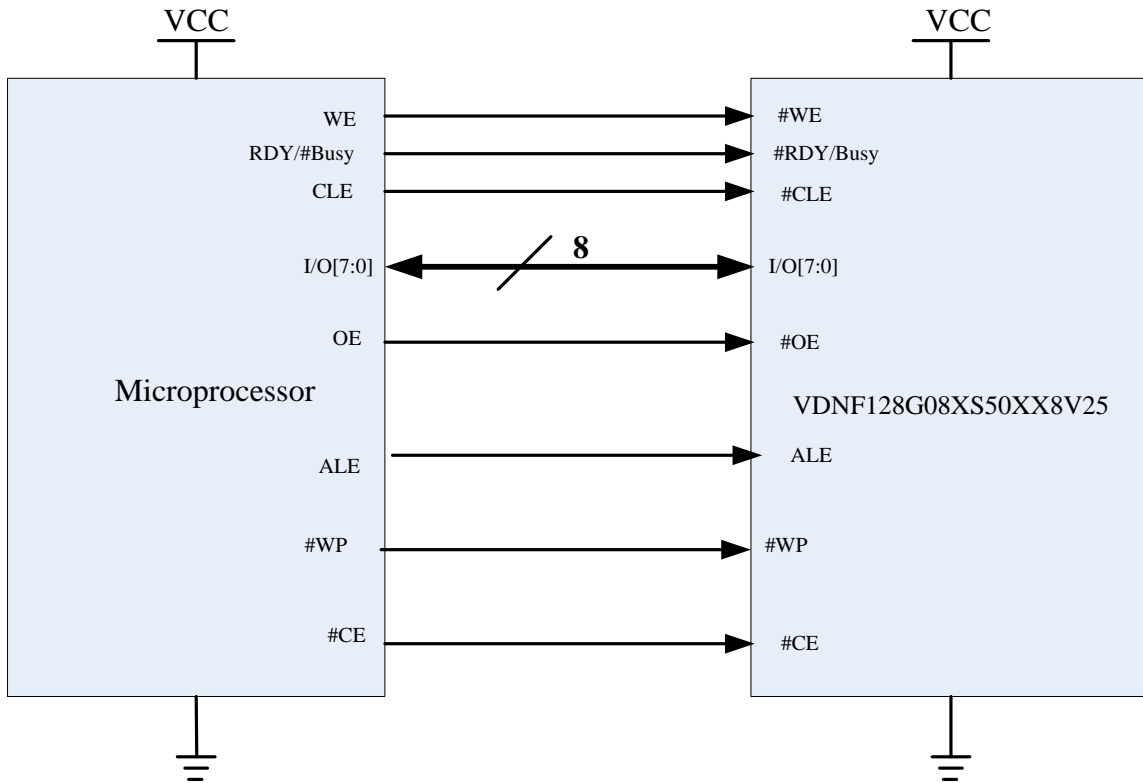 VCC
VCC
WE
#WE
RDY/#Busy
#RDY/Busy
CLE
#CLE
8
I/O[7:0]
I/O[7:0]
OE
#OE
Microprocessor
VDNF128G08XS50XX8V25
ALE
ALE
#WP
#WP
#CE
#CE